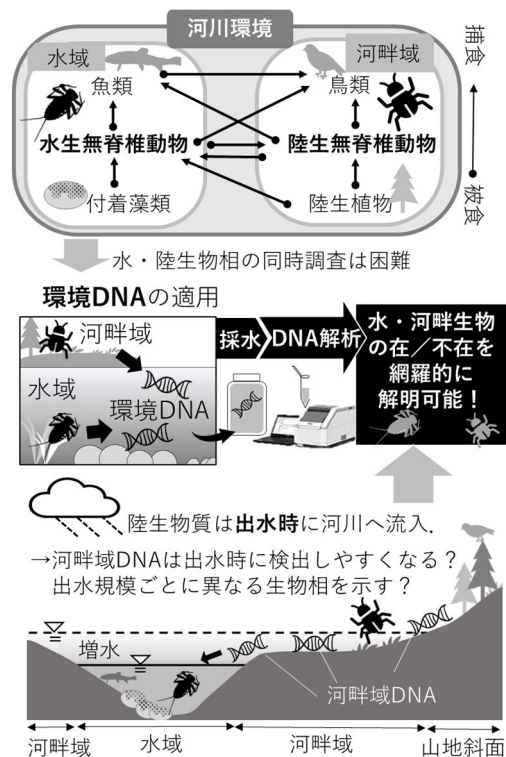 河川環境
水域
河畔域
魚類
鳥類
水生無脊椎動物
陸生無脊椎動物
付着藻類
陸生植物
捕食
被食
水・陸生物相の同時調査は困難
環境DNAの適用
河畔域
水域
環境DNA
採水
DNA解析
水・河畔生物
の在/不在を
網羅的に
解明可能!
陸生物質は出水時に河川へ流入.
→河畔域DNAは出水時に検出しやすくなる?
出水規模ごとに異なる生物相を示す?
増水
河畔域DNA
河畔域
水域
河畔域
山地斜面